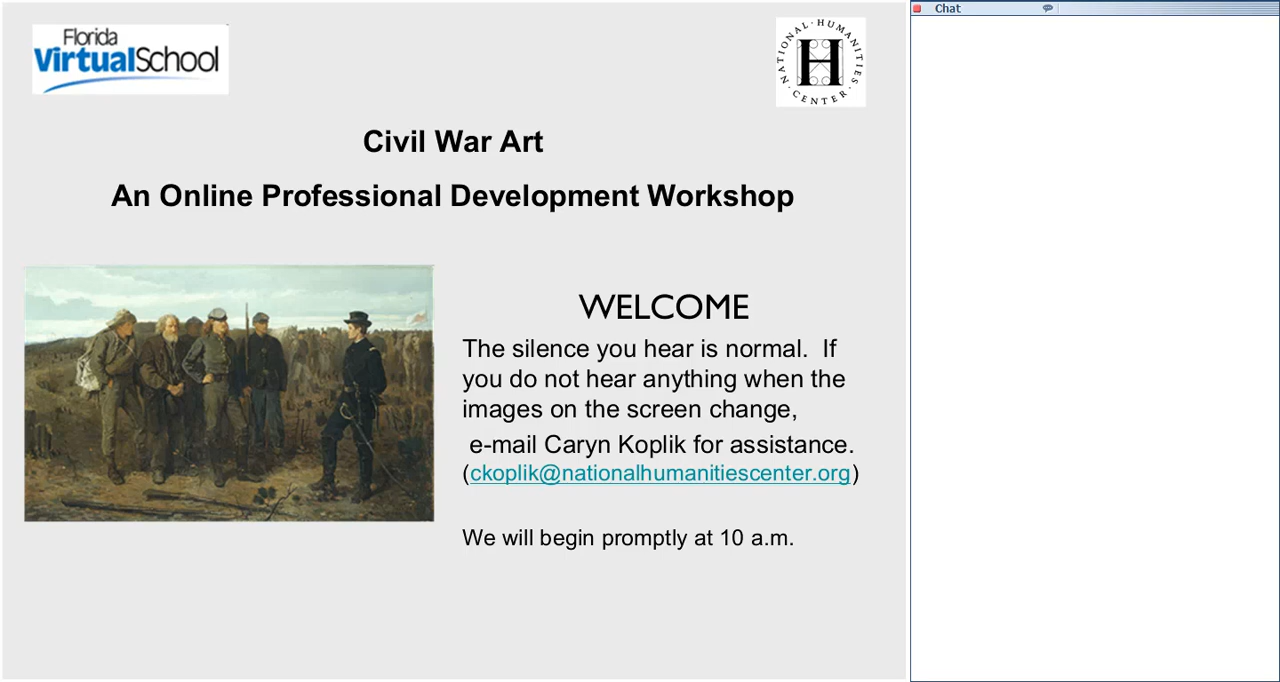 Florida
VirtualSchool
NATIONAL · HUMANITIES · CENTER ·
Chat
Civil War Art
An Online Professional Development Workshop
WELCOME
The silence you hear is normal.  If
you do not hear anything when the
images on the screen change,
e-mail Caryn Koplik for assistance.
(ckoplik@nationalhumanitiescenter.org)
We will begin promptly at 10 a.m.